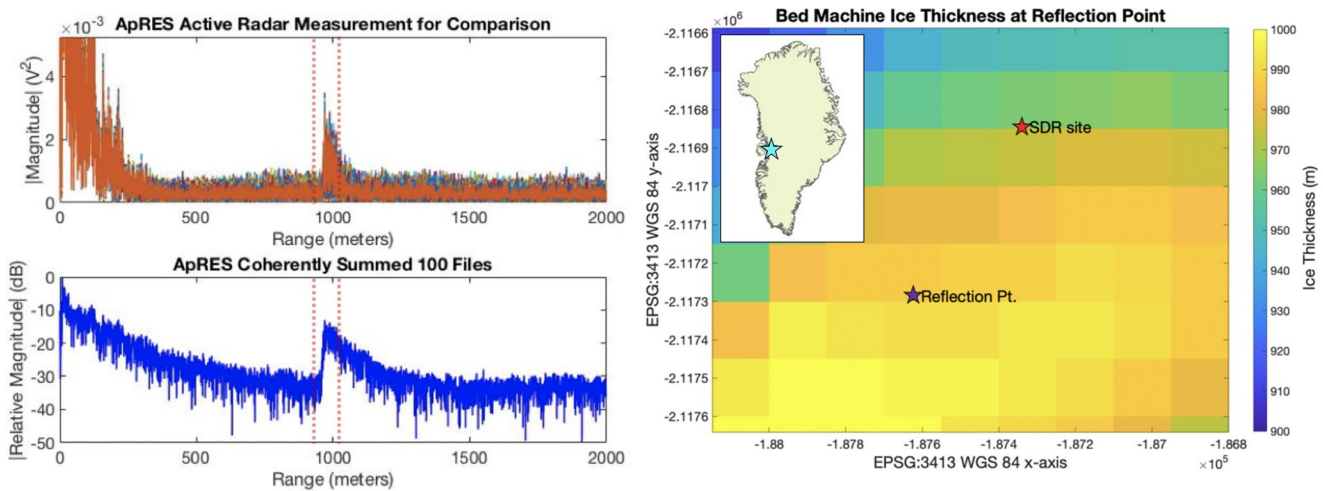 ApRES Active Radar Measurement for Comparison
×10⁻³
4
2
0
|Magnitude| (V²)
0 500 1000 1500 2000
Range (meters)
ApRES Coherently Summed 100 Files
0
-10
-20
-30
-40
-50
|Relative Magnitude| (dB)
0 500 1000 1500 2000
Range (meters)
Bed Machine Ice Thickness at Reflection Point
×10⁶
-2.1166
-2.1167
-2.1168
-2.1169
-2.117
-2.1171
-2.1172
-2.1173
-2.1174
-2.1175
-2.1176
EPSG:3413 WGS 84 y-axis
SDR site
Reflection Pt.
-1.88 -1.878 -1.876 -1.874 -1.872 -1.87 -1.868
EPSG:3413 WGS 84 x-axis
×10⁵
1000
990
980
970
960
950
940
930
920
910
900
Ice Thickness (m)